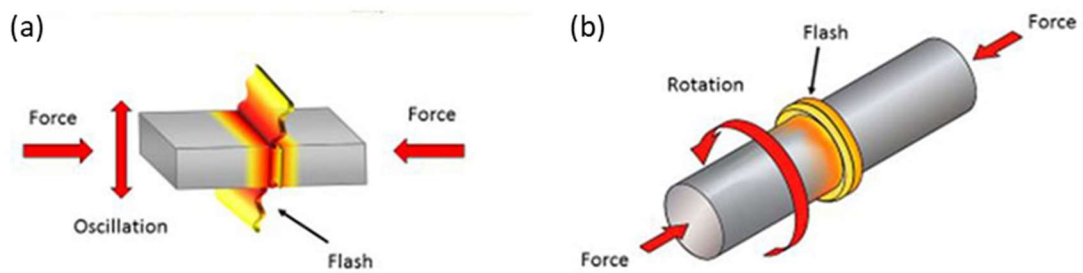 (a)
Force
Force
Oscillation
Flash
(b)
Force
Flash
Rotation
Force